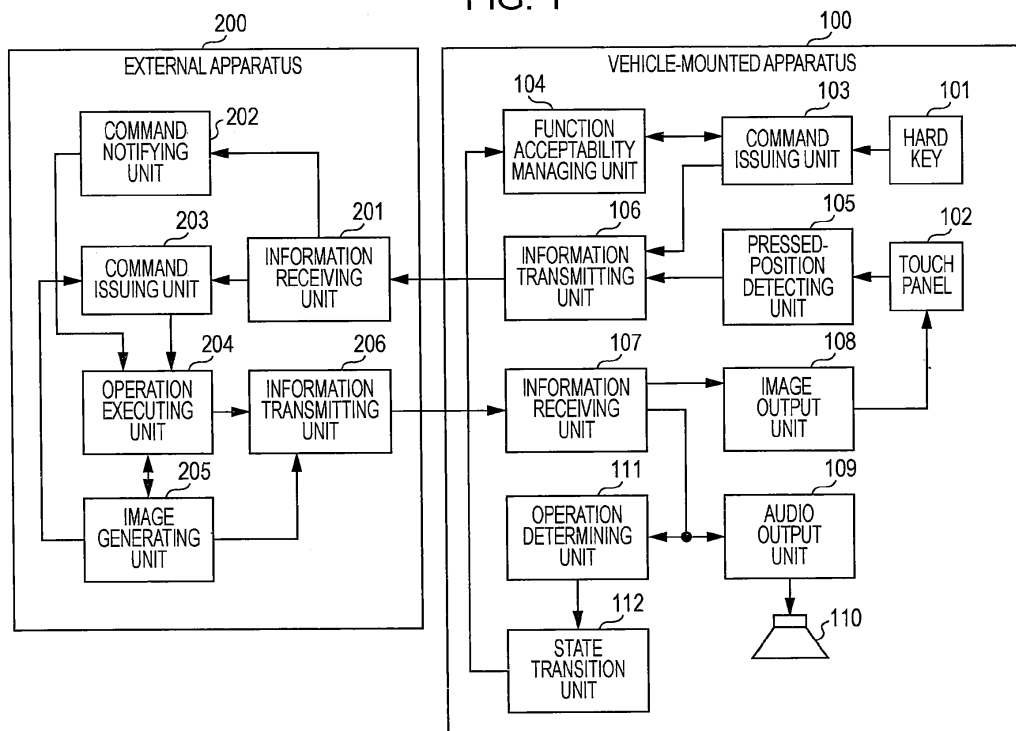 FIG. 1
200
EXTERNAL APPARATUS
202
COMMAND
NOTIFYING
UNIT
203
COMMAND
ISSUING UNIT
201
INFORMATION
RECEIVING
UNIT
204
OPERATION
EXECUTING
UNIT
206
INFORMATION
TRANSMITTING
UNIT
205
IMAGE
GENERATING
UNIT
100
VEHICLE-MOUNTED APPARATUS
104
FUNCTION
ACCEPTABILITY
MANAGING UNIT
103
COMMAND
ISSUING UNIT
101
HARD
KEY
106
INFORMATION
TRANSMITTING
UNIT
105
PRESSED-
POSITION
DETECTING
UNIT
102
TOUCH
PANEL
107
INFORMATION
RECEIVING
UNIT
108
IMAGE
OUTPUT
UNIT
111
OPERATION
DETERMINING
UNIT
109
AUDIO
OUTPUT
UNIT
112
STATE
TRANSITION
UNIT
110